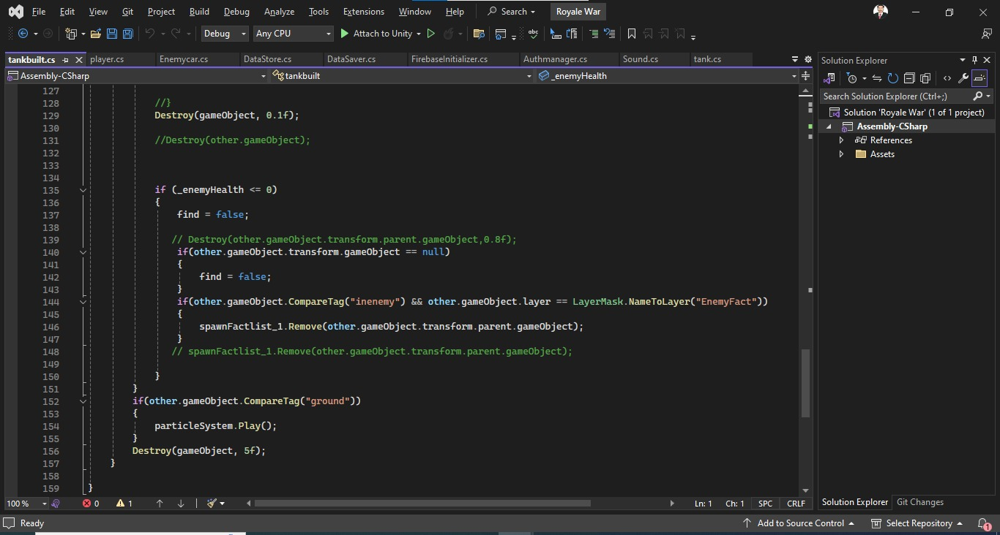 File Edit View Git Project Build Debug Analyze Tools Extensions Window Help Search Royale War
Debug Any CPU Attach to Unity abc
tankbuilt.cs player.cs Enemycar.cs DataStore.cs DataSaver.cs FirebaseInitializer.cs Authmanager.cs Sound.cs tank.cs
Assembly-CSharp tankbuilt _enemyHealth
127
128 //}
129 Destroy(gameObject, 0.1f);
130
131 //Destroy(other.gameObject);
132
133
134
135 if (_enemyHealth <= 0)
136 {
137 find = false;
138
139 // Destroy(other.gameObject.transform.parent.gameObject,0.8f);
140 if(other.gameObject.transform.gameObject == null)
141 {
142 find = false;
143 }
144 if(other.gameObject.CompareTag("inenemy") && other.gameObject.layer == LayerMask.NameToLayer("EnemyFact"))
145 {
146 spawnFactlist_1.Remove(other.gameObject.transform.parent.gameObject);
147 }
148 // spawnFactlist_1.Remove(other.gameObject.transform.parent.gameObject);
149
150 }
151 }
152 if(other.gameObject.CompareTag("ground"))
153 {
154 particleSystem.Play();
155 }
156 Destroy(gameObject, 5f);
157 }
158
159 }
100 % 0 1 Ln: 1 Ch: 1 SPC CRLF
Solution Explorer
Search Solution Explorer (Ctrl+;)
Solution 'Royale War' (1 of 1 project)
Assembly-CSharp
References
Assets
Solution Explorer Git Changes
Ready Add to Source Control Select Repository 1